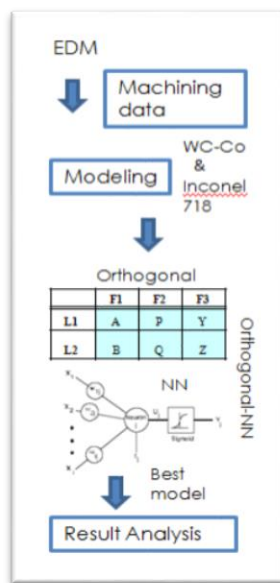 EDM
Machining
data
WC-Co
&
Inconel
718
Modeling
Orthogonal
F1 F2 F3
L1 A P Y
L2 B Q Z
Orthogonal-NN
NN
Best
model
Result Analysis